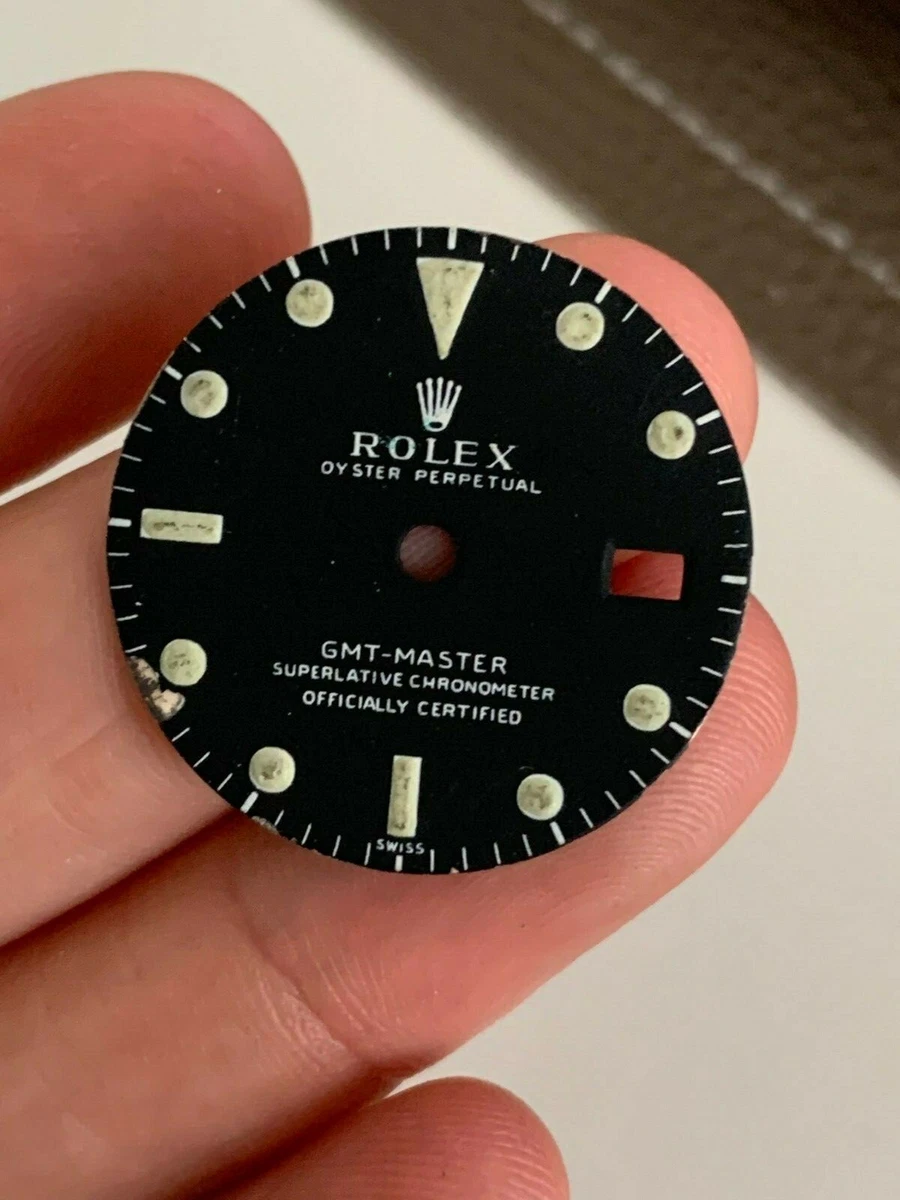 ROLEX
OYSTER PERPETUAL
GMT-MASTER
SUPERLATIVE CHRONOMETER
OFFICIALLY CERTIFIED
SWISS